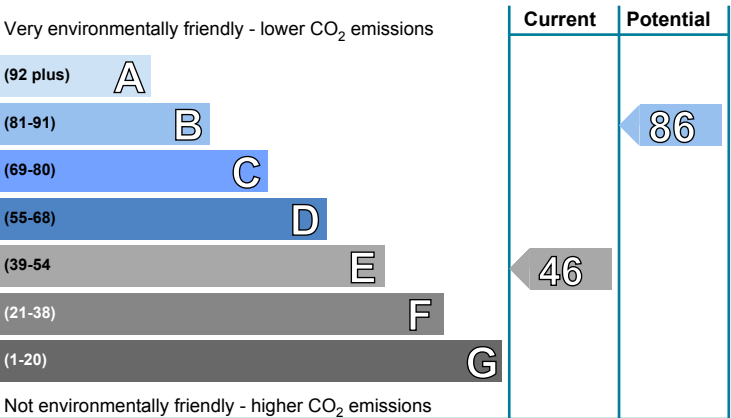 Current Potential
Very environmentally friendly - lower CO2 emissions
(92 plus) A
(81-91) B 86
(69-80) C
(55-68) D
(39-54 E 46
(21-38) F
(1-20) G
Not environmentally friendly - higher CO2 emissions